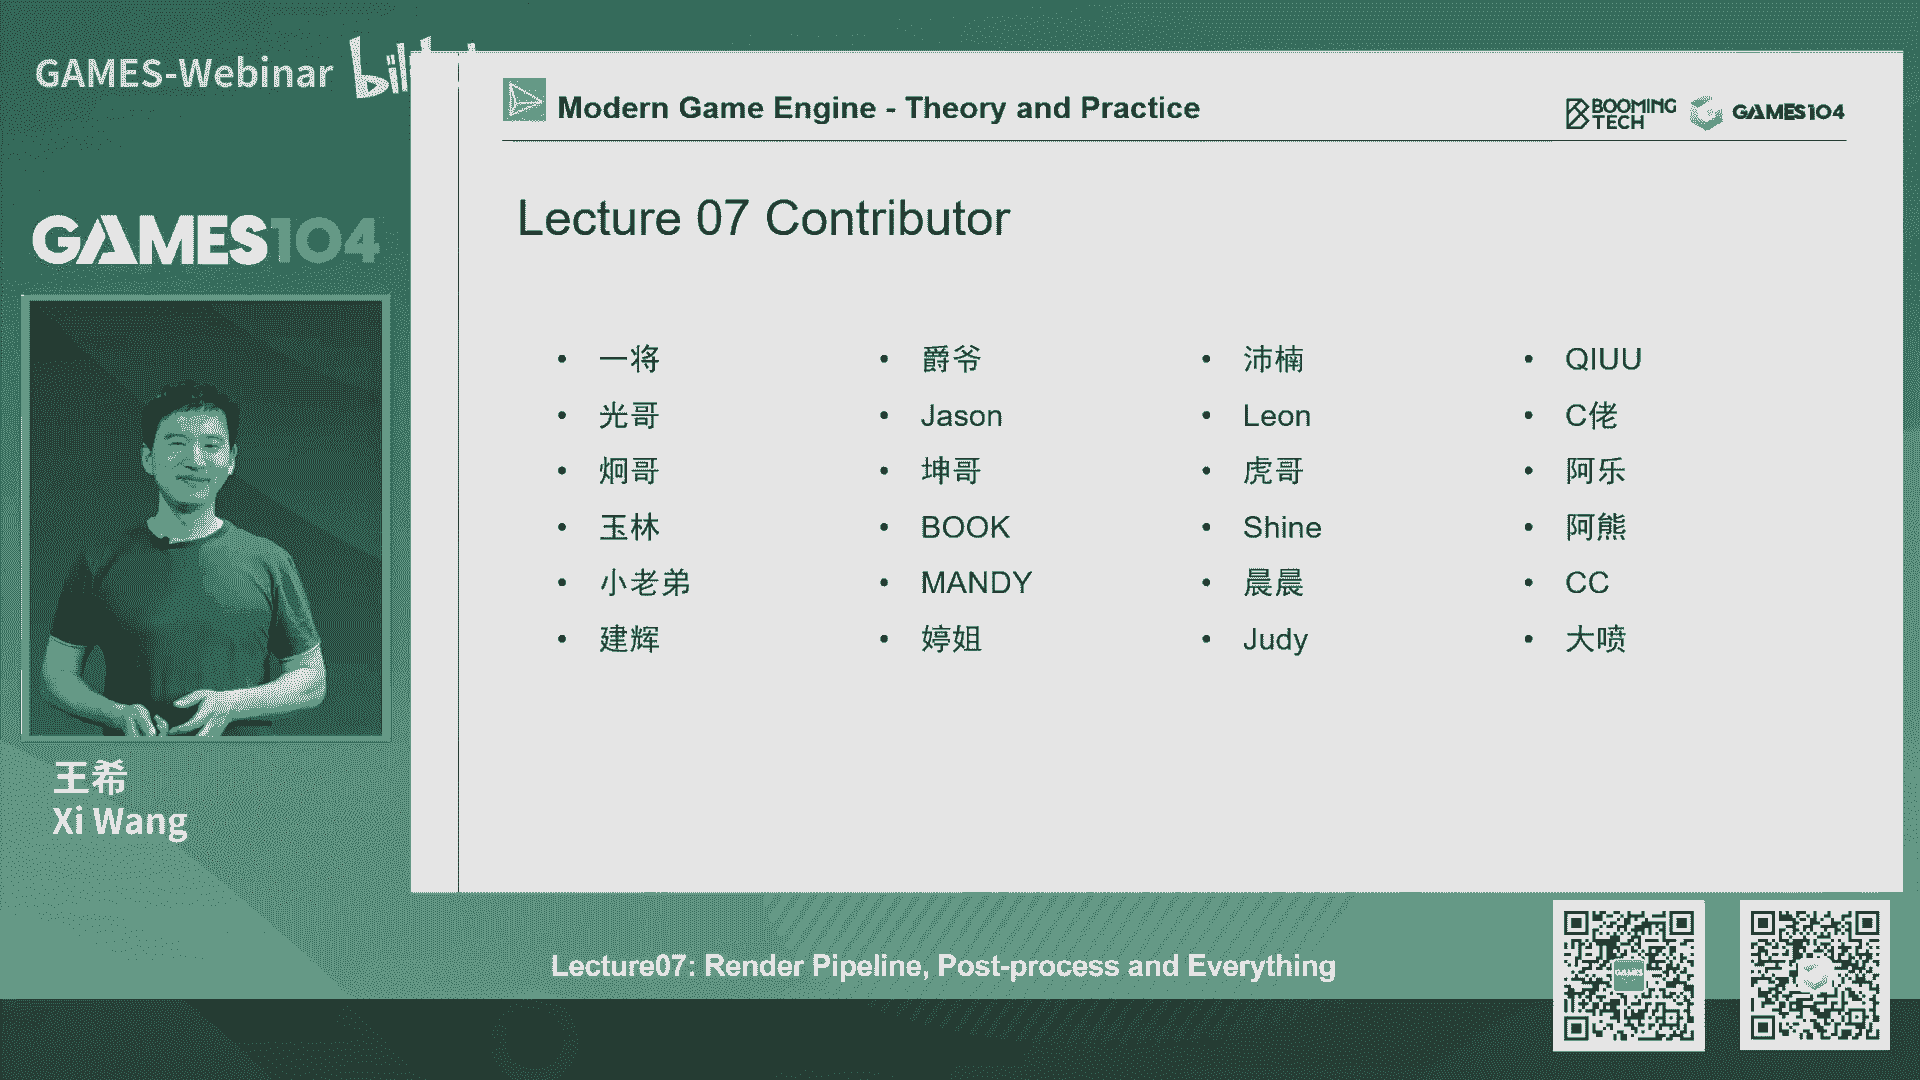 GAMES-Webinar
Modern Game Engine - Theory and Practice
BOOMING TECH
GAMES104
GAMES104
Lecture 07 Contributor
• 一将
• 爵爷
• 沛楠
• QIUU
• 光哥
• Jason
• Leon
• C佬
• 炯哥
• 坤哥
• 虎哥
• 阿乐
• 玉林
• BOOK
• Shine
• 阿熊
• 小老弟
• MANDY
• 晨晨
• CC
• 建辉
• 婷姐
• Judy
• 大喷
王希
Xi Wang
Lecture07: Render Pipeline, Post-process and Everything